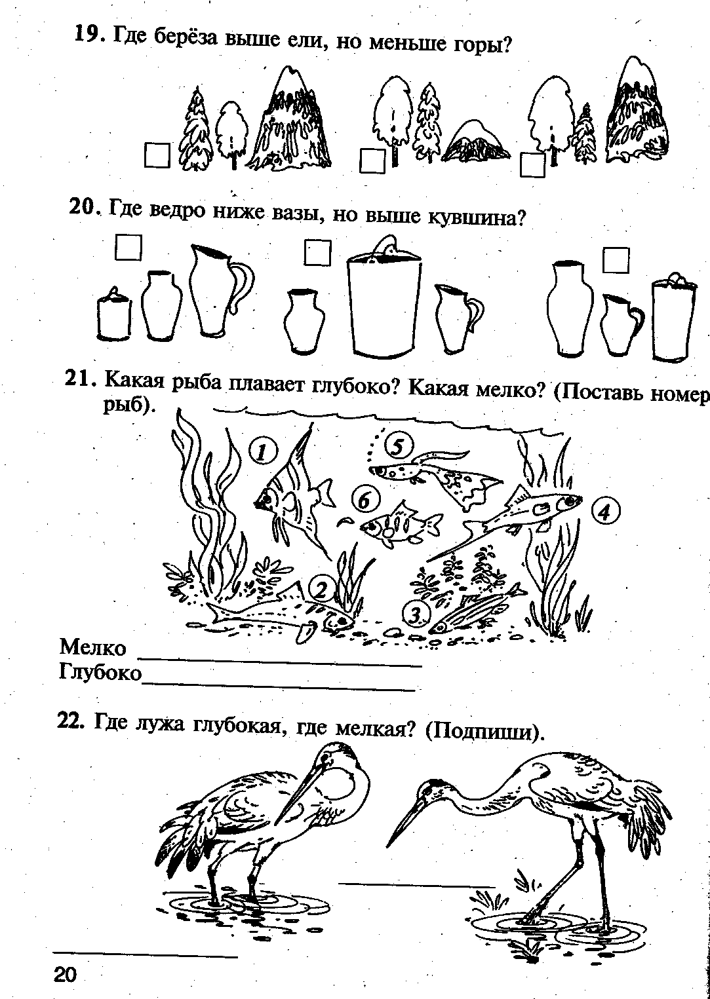 19. Где берёза выше ели, но меньше горы?
20. Где ведро ниже вазы, но выше кувшина?
21. Какая рыба плавает глубоко? Какая мелко? (Поставь номер
рыб).
1
5
6
4
2
3
Мелко
Глубоко
22. Где лужа глубокая, где мелкая? (Подпиши).
20